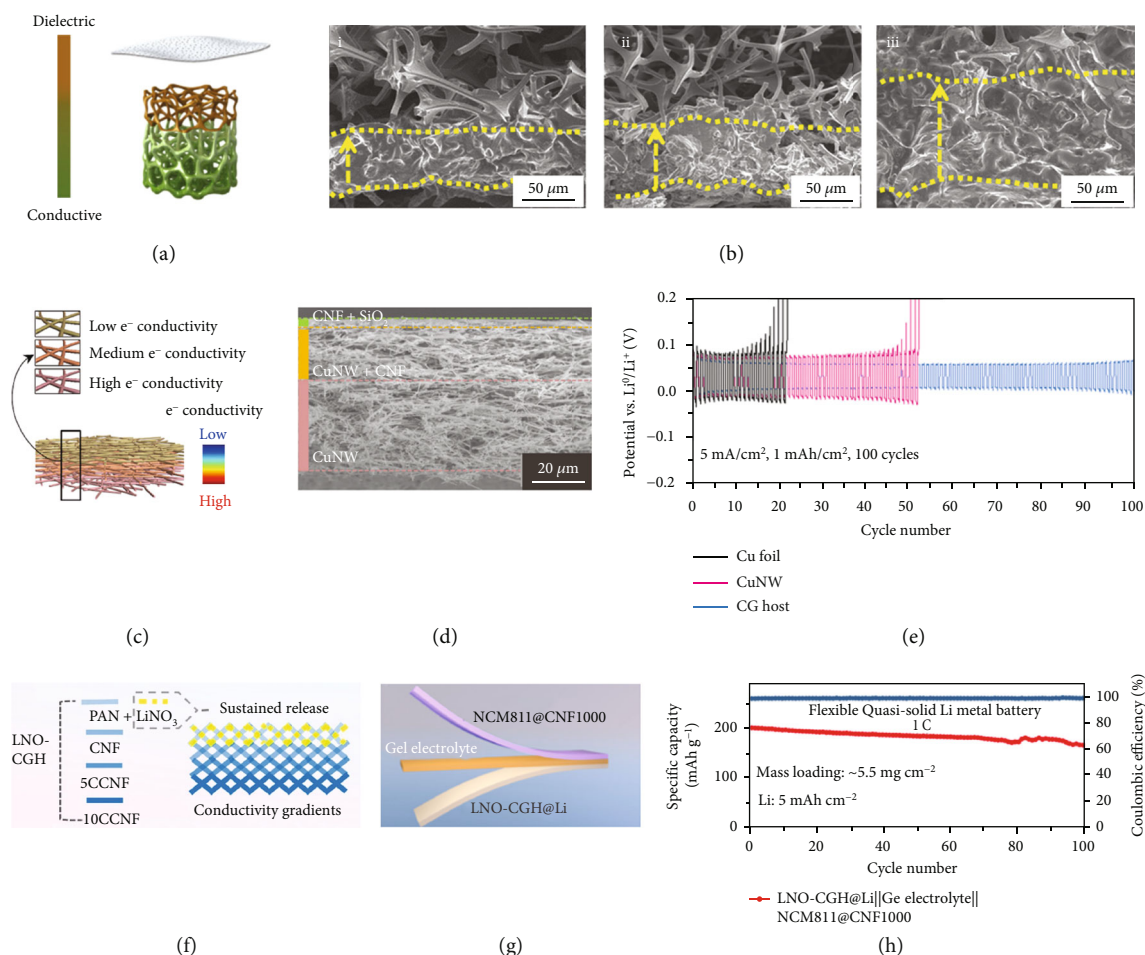 Dielectric
Conductive
(a)
i
50 μm
ii
50 μm
iii
50 μm
(b)
Low e⁻ conductivity
Medium e⁻ conductivity
High e⁻ conductivity
e⁻ conductivity
Low
High
(c)
CNF + SiO₂
CuNW + CNF
CuNW
20 μm
(d)
Potential vs. Li⁰/Li⁺ (V)
0.2
0.1
0.0
−0.1
−0.2
5 mA/cm², 1 mAh/cm², 100 cycles
0 10 20 30 40 50 60 70 80 90 100
Cycle number
Cu foil
CuNW
CG host
(e)
LNO-
CGH
PAN + LiNO₃
CNF
5CCNF
10CCNF
Sustained release
Conductivity gradients
(f)
NCM811@CNF1000
Gel electrolyte
LNO-CGH@Li
(g)
Specific capacity
(mAh g⁻¹)
200
100
0
Flexible Quasi-solid Li metal battery
1 C
Mass loading: ~5.5 mg cm⁻²
Li: 5 mAh cm⁻²
100
80
60
40
20
0
Coulombic efficiency (%)
0 20 40 60 80 100
Cycle number
LNO-CGH@Li||Ge electrolyte||
NCM811@CNF1000
(h)